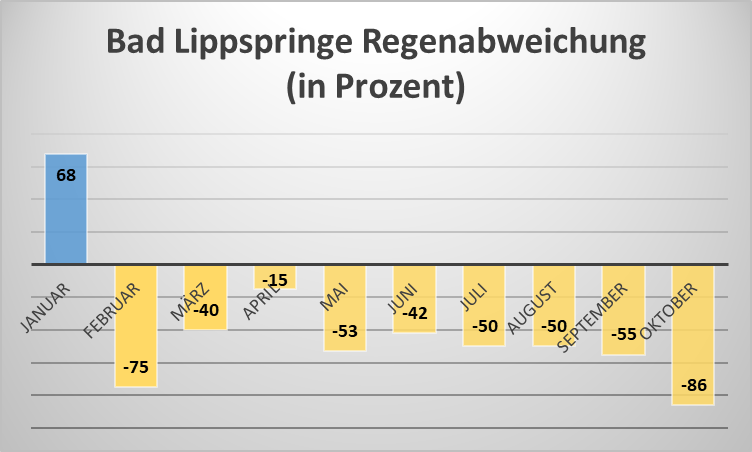 Bad Lippspringe Regenabweichung
(in Prozent)
68
-75
-40
-15
-53
-42
-50
-50
-55
-86
JANUAR
FEBRUAR
MÄRZ
APRIL
MAI
JUNI
JULI
AUGUST
SEPTEMBER
OKTOBER